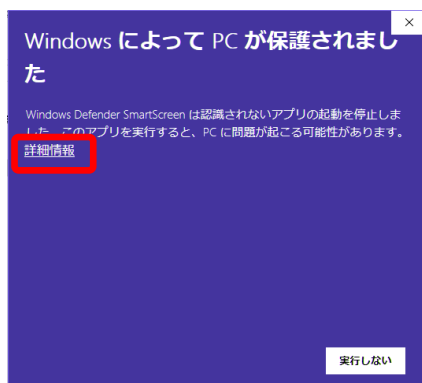 Windows によって PC が保護されまし
た
Windows Defender SmartScreen は認識されないアプリの起動を停止しま
した。このアプリを実行すると、PC に問題が起こる可能性があります。
詳細情報
実行しない